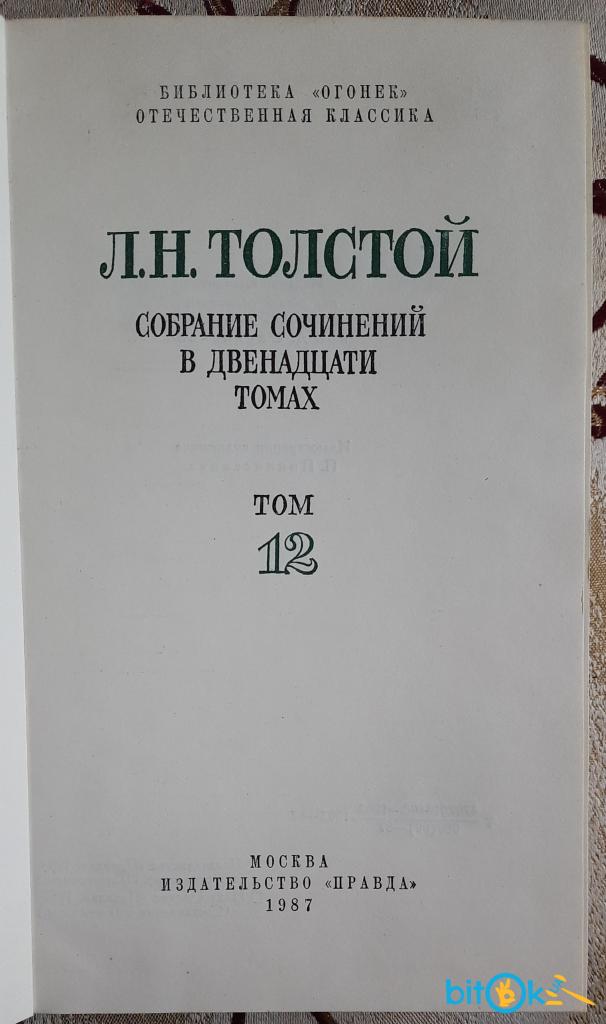 БИБЛИОТЕКА «ОГОНЕК»
ОТЕЧЕСТВЕННАЯ КЛАССИКА
Л.Н. ТОЛСТОЙ
СОБРАНИЕ СОЧИНЕНИЙ
В ДВЕНАДЦАТИ
ТОМАХ
ТОМ
12
МОСКВА
ИЗДАТЕЛЬСТВО «ПРАВДА»
1987
bitok